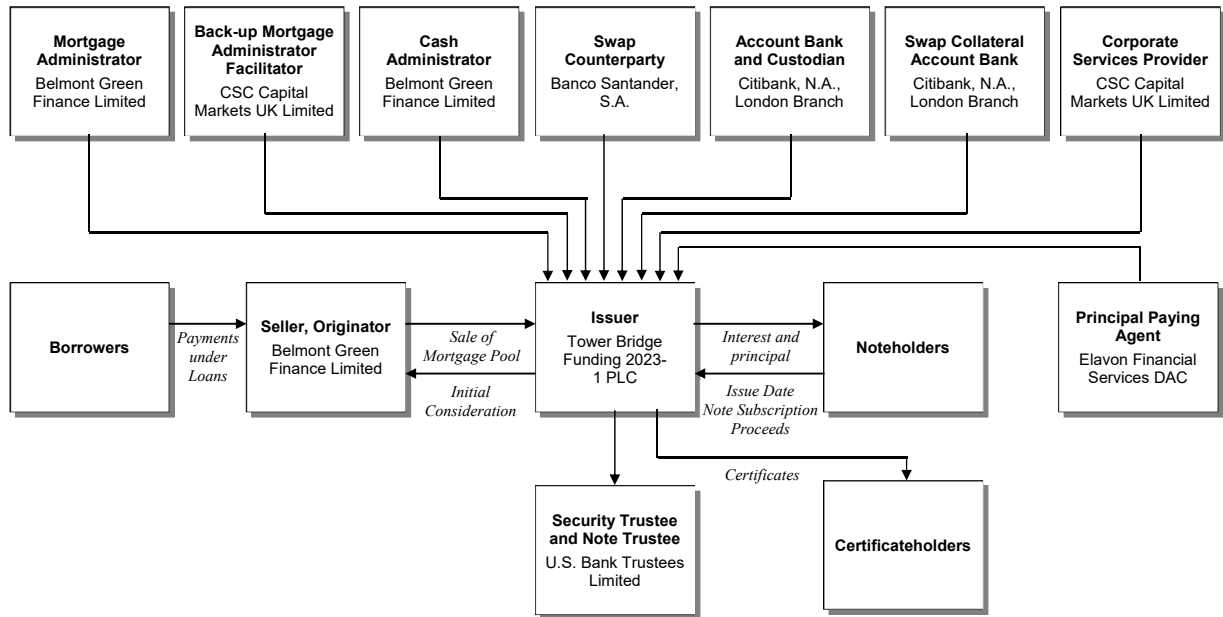 Mortgage
Administrator
Belmont Green
Finance Limited
Back-up Mortgage
Administrator
Facilitator
CSC Capital
Markets UK Limited
Cash
Administrator
Belmont Green
Finance Limited
Swap
Counterparty
Banco Santander,
S.A.
Account Bank
and Custodian
Citibank, N.A.,
London Branch
Swap Collateral
Account Bank
Citibank, N.A.,
London Branch
Corporate
Services Provider
CSC Capital
Markets UK Limited
Borrowers
Payments
under
Loans
Seller, Originator
Belmont Green
Finance Limited
Sale of
Mortgage Pool
Initial
Consideration
Issuer
Tower Bridge
Funding 2023-
1 PLC
Interest and
principal
Issue Date
Note Subscription
Proceeds
Noteholders
Principal Paying
Agent
Elavon Financial
Services DAC
Certificates
Security Trustee
and Note Trustee
U.S. Bank Trustees
Limited
Certificateholders